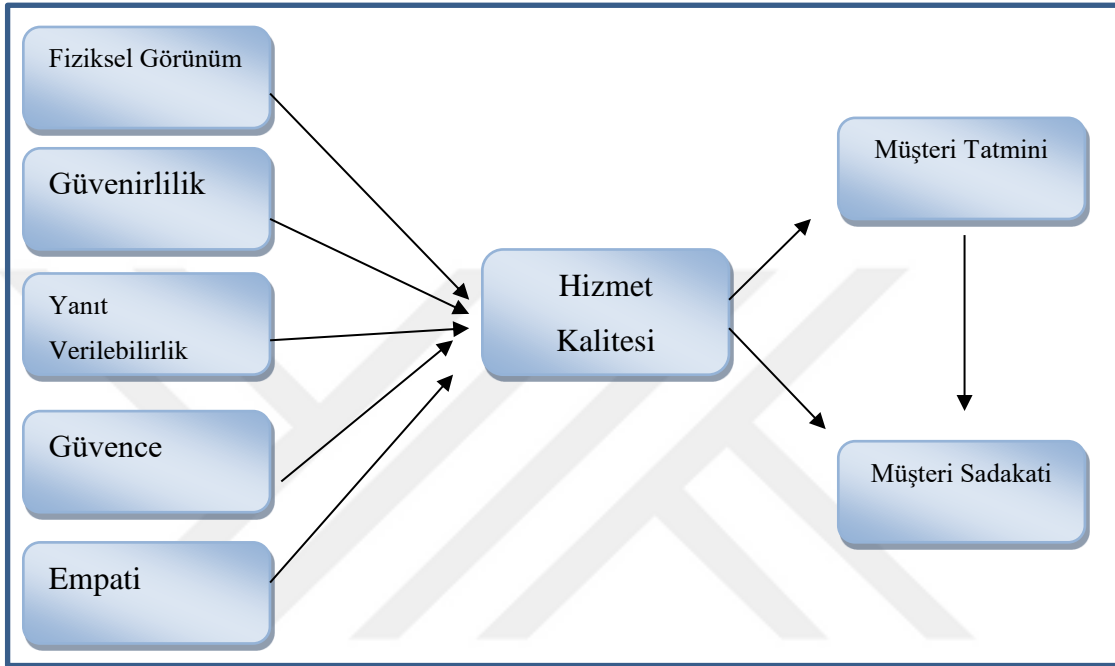 Fiziksel Görünüm
Güvenirlilik
Yanıt
Verilebilirlik
Güvence
Empati
Hizmet
Kalitesi
Müşteri Tatmini
Müşteri Sadakati